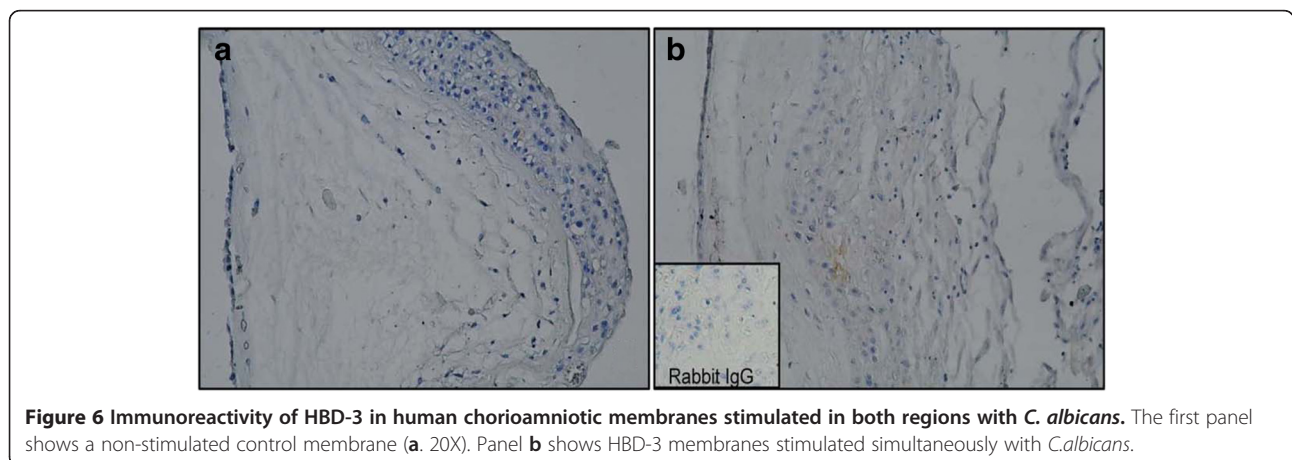 a
b
Rabbit IgG
Figure 6 Immunoreactivity of HBD-3 in human chorioamniotic membranes stimulated in both regions with C. albicans. The first panel
shows a non-stimulated control membrane (a. 20X). Panel b shows HBD-3 membranes stimulated simultaneously with C.albicans.